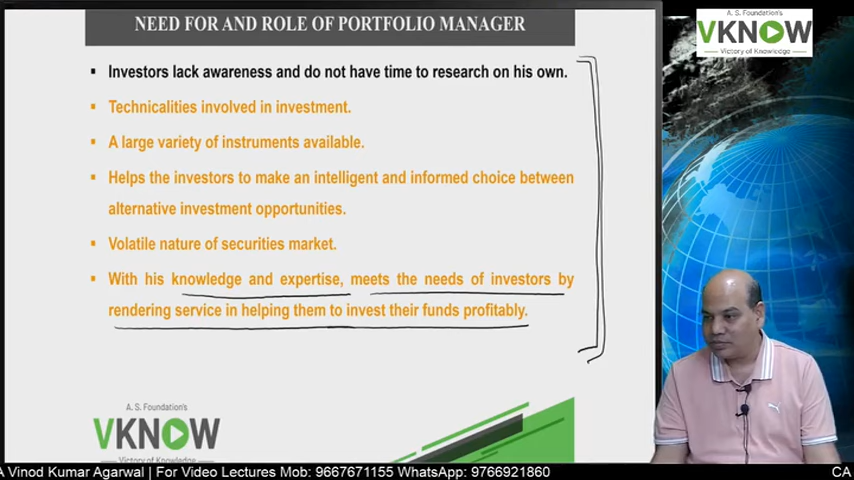 NEED FOR AND ROLE OF PORTFOLIO MANAGER
A. S. Foundation's
VKNOW
Victory of Knowledge
▪ Investors lack awareness and do not have time to research on his own.
▪ Technicalities involved in investment.
▪ A large variety of instruments available.
▪ Helps the investors to make an intelligent and informed choice between
alternative investment opportunities.
▪ Volatile nature of securities market.
▪ With his knowledge and expertise, meets the needs of investors by
rendering service in helping them to invest their funds profitably.
A. S. Foundation's
VKNOW
Victory of Knowledge
A Vinod Kumar Agarwal | For Video Lectures Mob: 9667671155 WhatsApp: 9766921860
CA